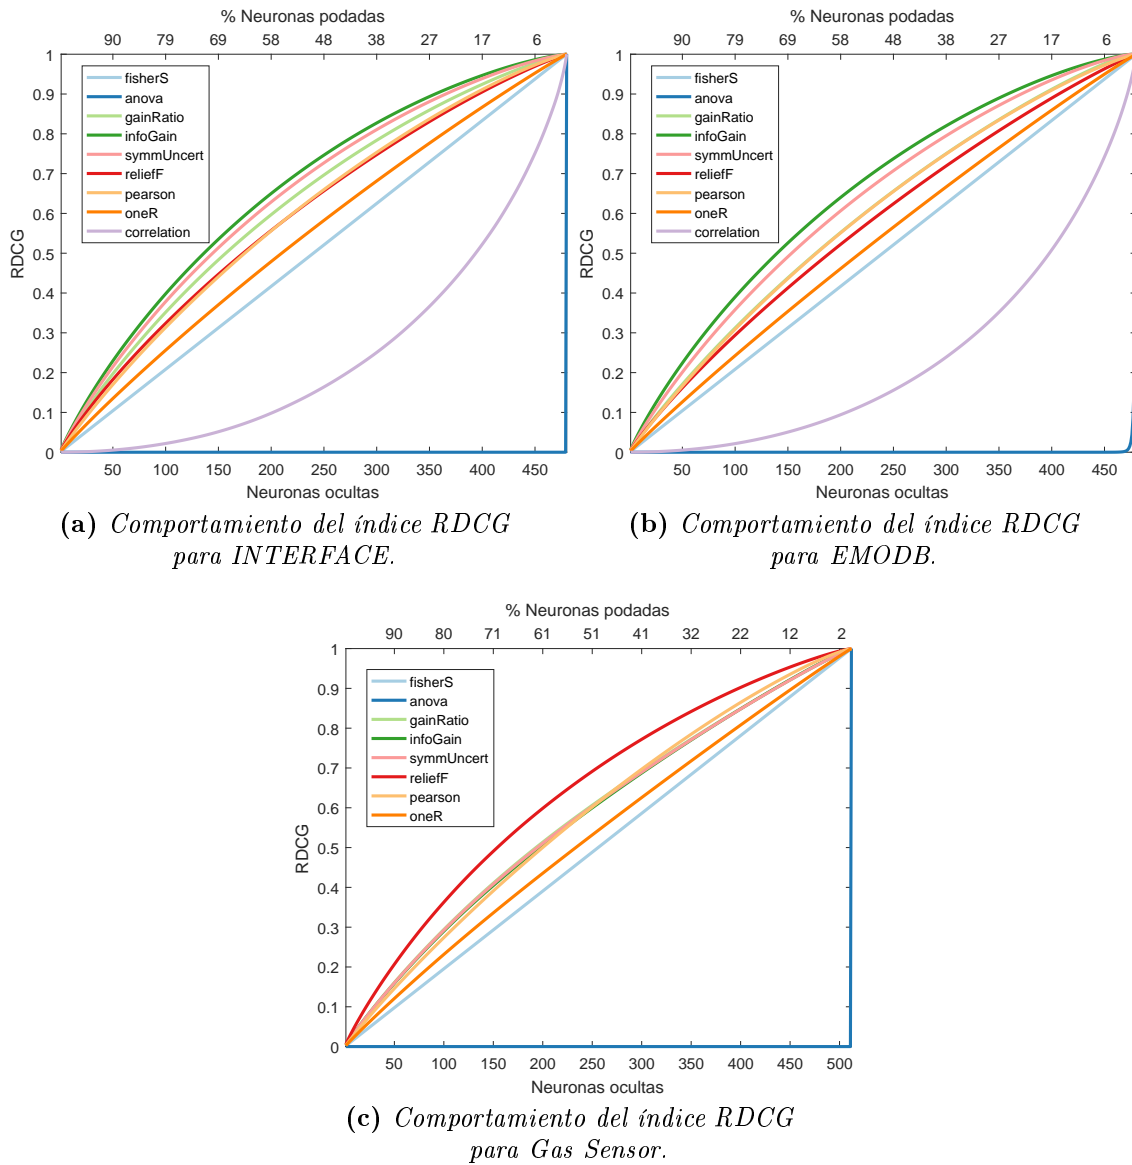 % Neuronas podadas
90 79 69 58 48 38 27 17 6
1
0.9
0.8
0.7
0.6
0.5
0.4
0.3
0.2
0.1
0
RDCG
fisherS
anova
gainRatio
infoGain
symmUncert
reliefF
pearson
oneR
correlation
50 100 150 200 250 300 350 400 450
Neuronas ocultas
(a) Comportamiento del índice RDCG
para INTERFACE.
% Neuronas podadas
90 79 69 58 48 38 27 17 6
1
0.9
0.8
0.7
0.6
0.5
0.4
0.3
0.2
0.1
0
RDCG
fisherS
anova
gainRatio
infoGain
symmUncert
reliefF
pearson
oneR
correlation
50 100 150 200 250 300 350 400 450
Neuronas ocultas
(b) Comportamiento del índice RDCG
para EMODB.
% Neuronas podadas
90 80 71 61 51 41 32 22 12 2
1
0.9
0.8
0.7
0.6
0.5
0.4
0.3
0.2
0.1
0
RDCG
fisherS
anova
gainRatio
infoGain
symmUncert
reliefF
pearson
oneR
50 100 150 200 250 300 350 400 450 500
Neuronas ocultas
(c) Comportamiento del índice RDCG
para Gas Sensor.